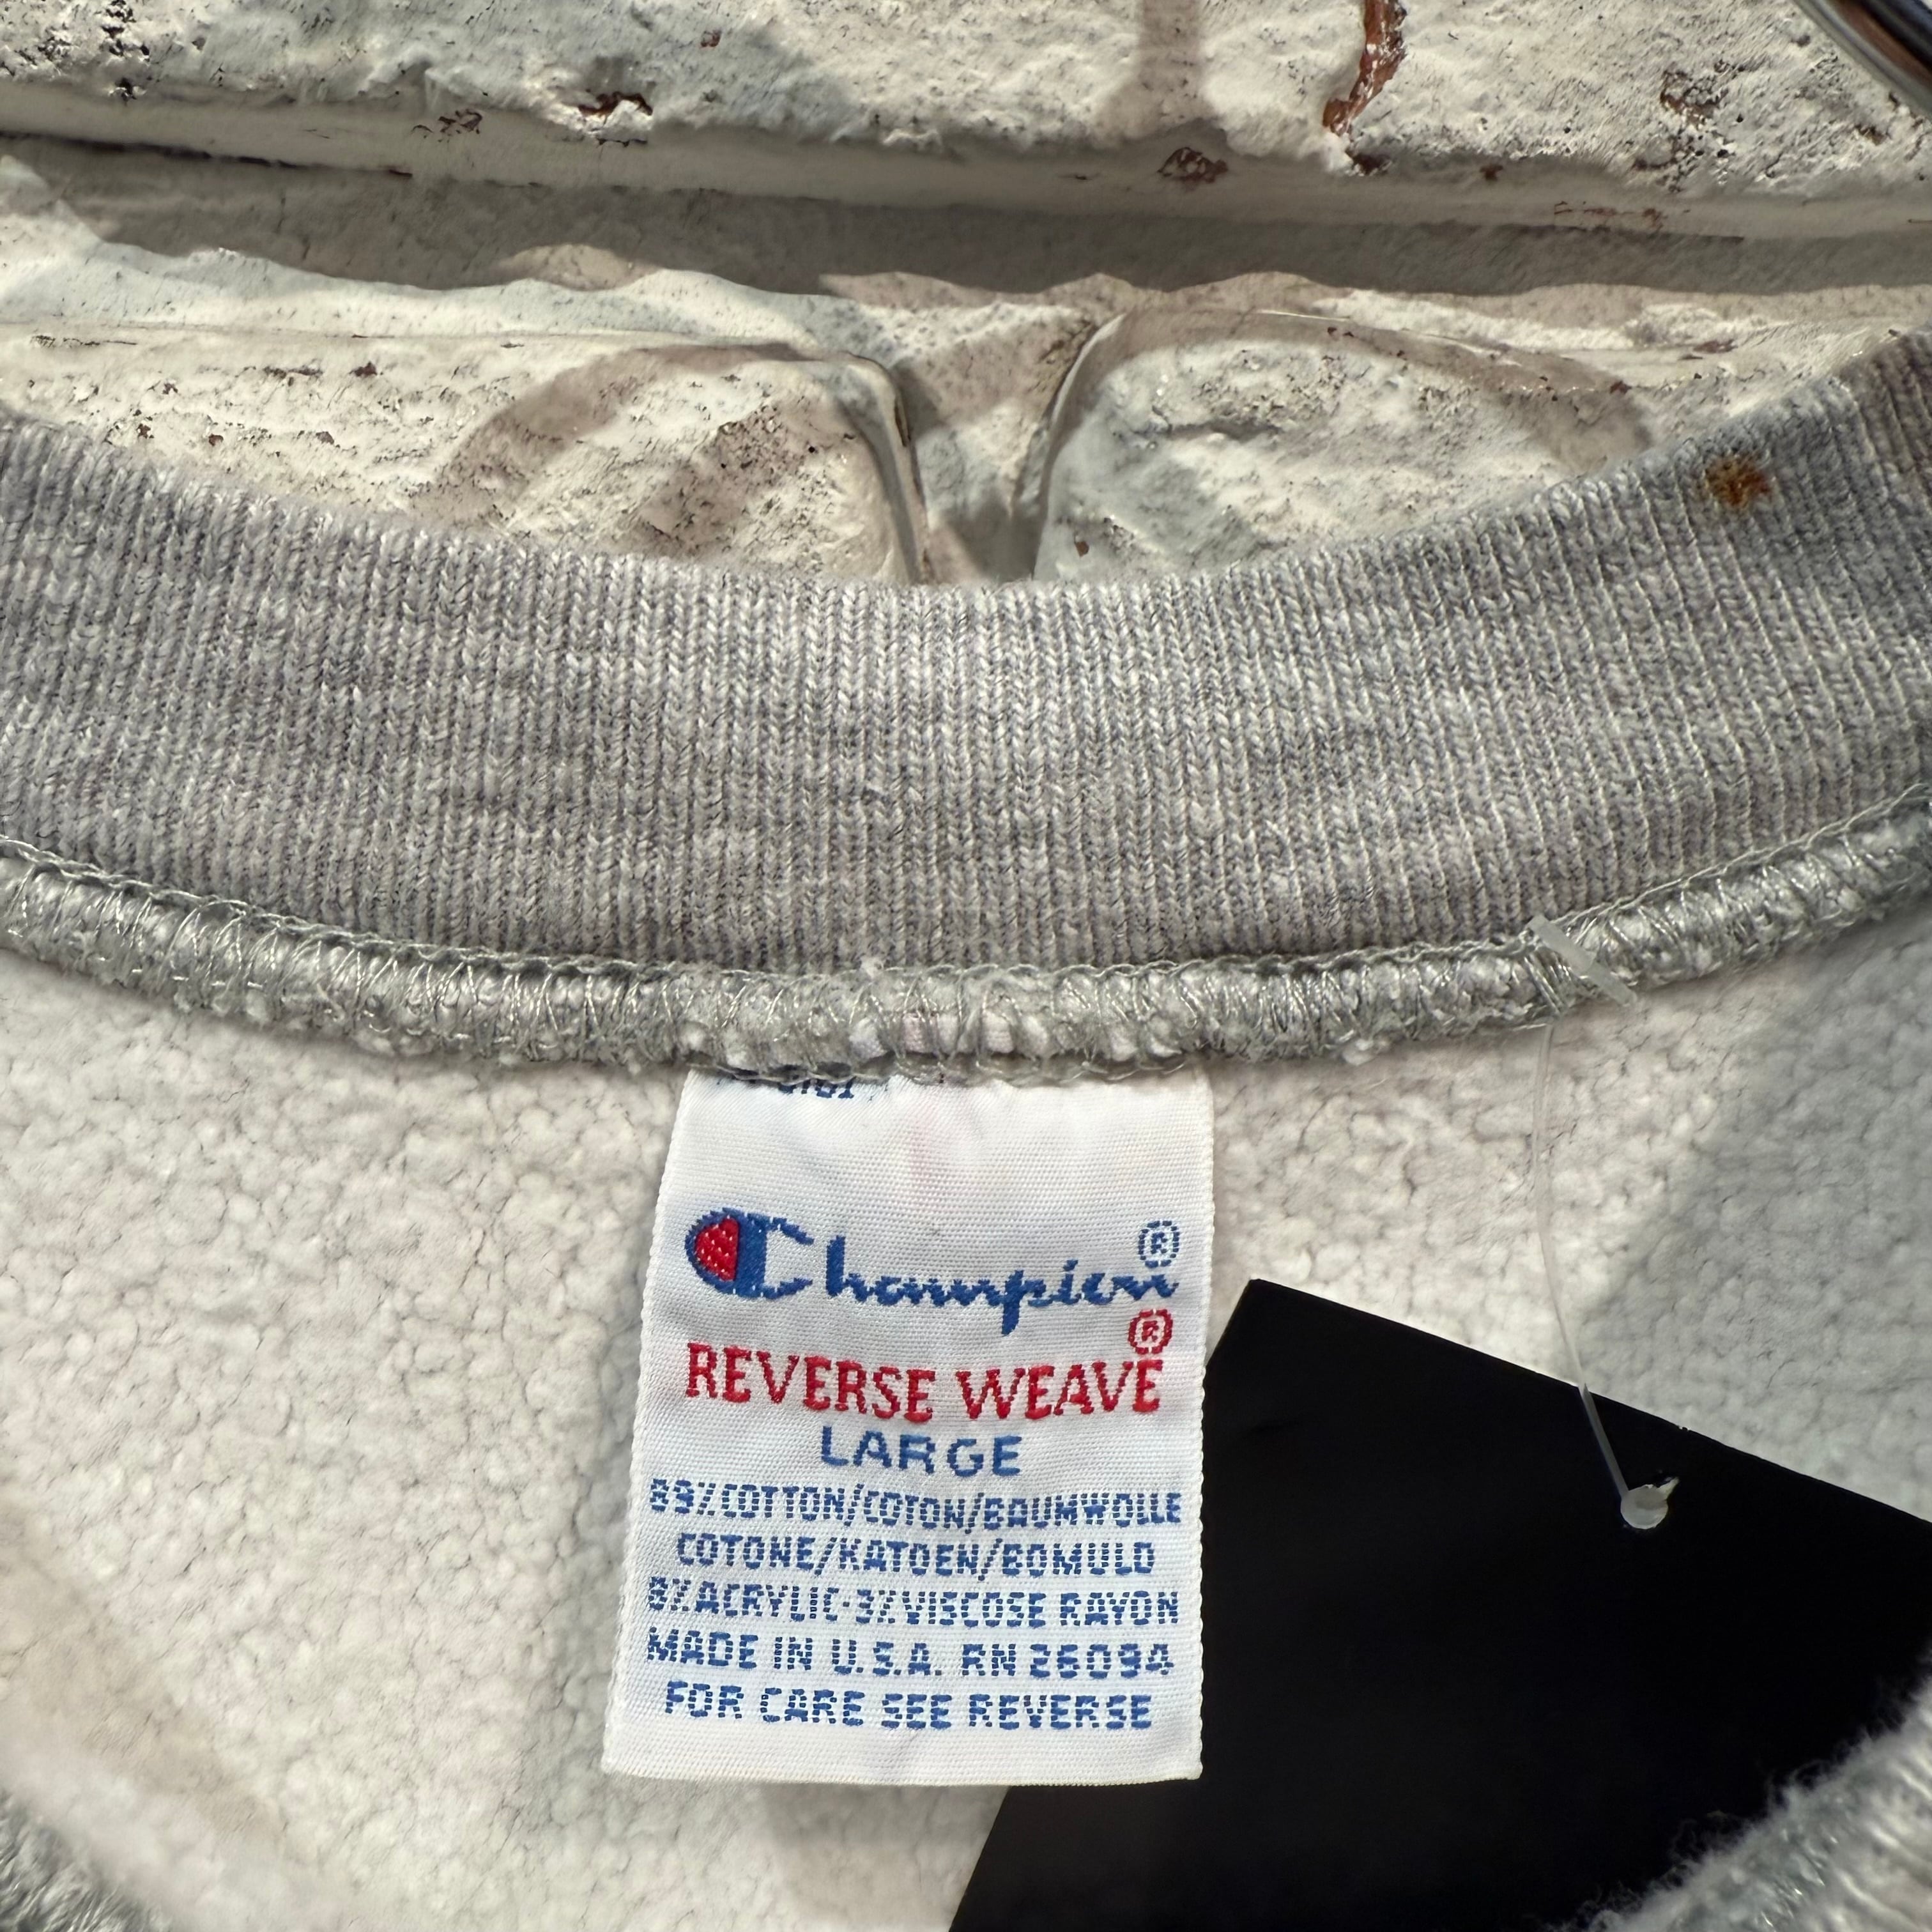 Champion®
REVERSE WEAVE®
LARGE
89%COTTON/COTON/BAUMWOLLE
COTONE/KATOEN/BOMULD
8%ACRYLIC-3%VISCOSE RAYON
MADE IN U.S.A. RN 26094
FOR CARE SEE REVERSE